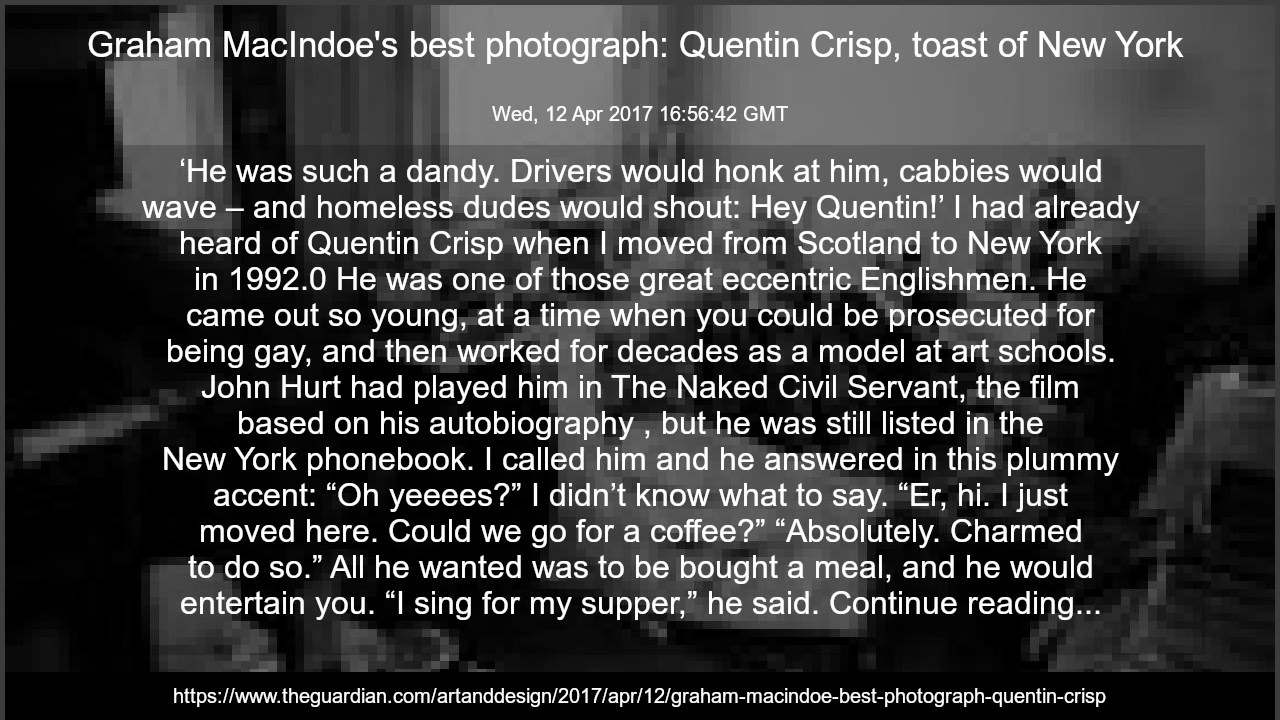 Graham MacIndoe's best photograph: Quentin Crisp, toast of New York
Wed, 12 Apr 2017 16:56:42 GMT
‘He was such a dandy. Drivers would honk at him, cabbies would
wave – and homeless dudes would shout: Hey Quentin!’ I had already
heard of Quentin Crisp when I moved from Scotland to New York
in 1992.0 He was one of those great eccentric Englishmen. He
came out so young, at a time when you could be prosecuted for
being gay, and then worked for decades as a model at art schools.
John Hurt had played him in The Naked Civil Servant, the film
based on his autobiography , but he was still listed in the
New York phonebook. I called him and he answered in this plummy
accent: “Oh yeeees?” I didn’t know what to say. “Er, hi. I just
moved here. Could we go for a coffee?” “Absolutely. Charmed
to do so.” All he wanted was to be bought a meal, and he would
entertain you. “I sing for my supper,” he said. Continue reading...
https://www.theguardian.com/artanddesign/2017/apr/12/graham-macindoe-best-photograph-quentin-crisp